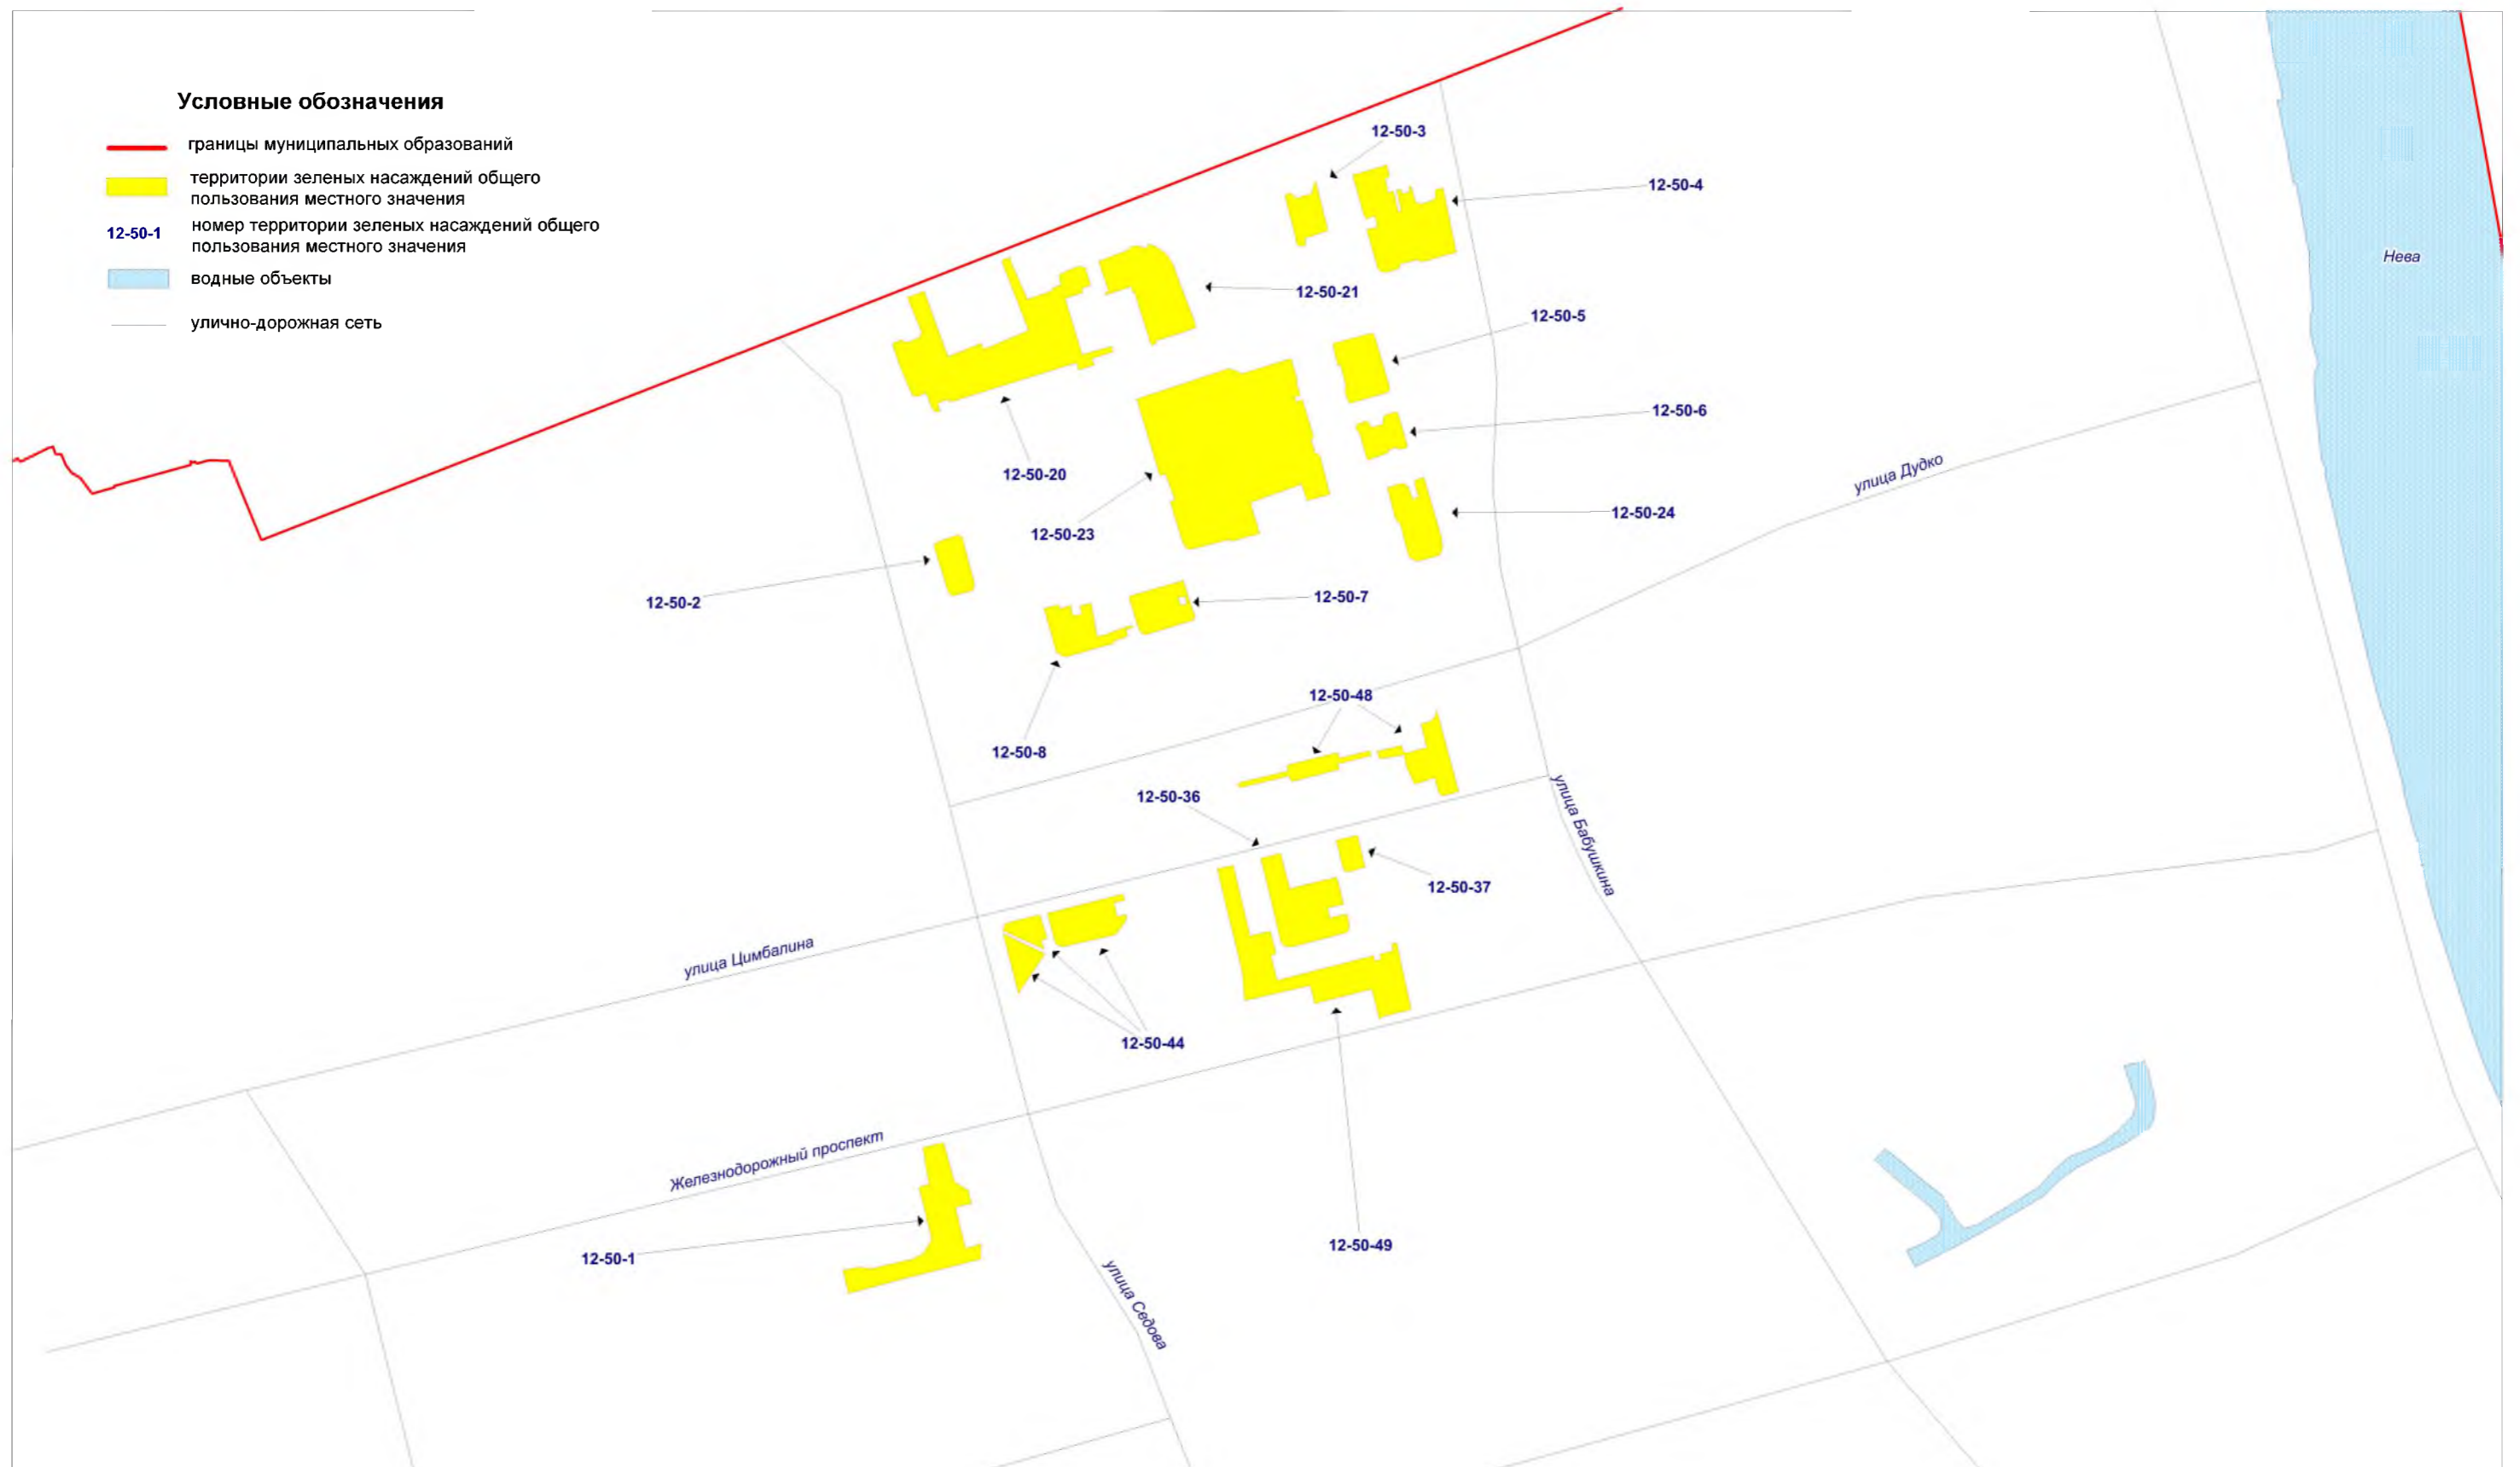 Условные обозначения
границы муниципальных образований
территории зеленых насаждений общего
пользования местного значения
12-50-1
номер территории зеленых насаждений общего
пользования местного значения
водные объекты
улично-дорожная сеть
12-50-3
12-50-4
Нева
12-50-21
12-50-5
12-50-6
12-50-20
улица Дудко
12-50-23
12-50-24
12-50-2
12-50-7
12-50-48
12-50-8
12-50-36
улица Бабушкина
12-50-37
улица Цимбалина
12-50-44
Железнодорожный проспект
12-50-49
12-50-1
улица Седова